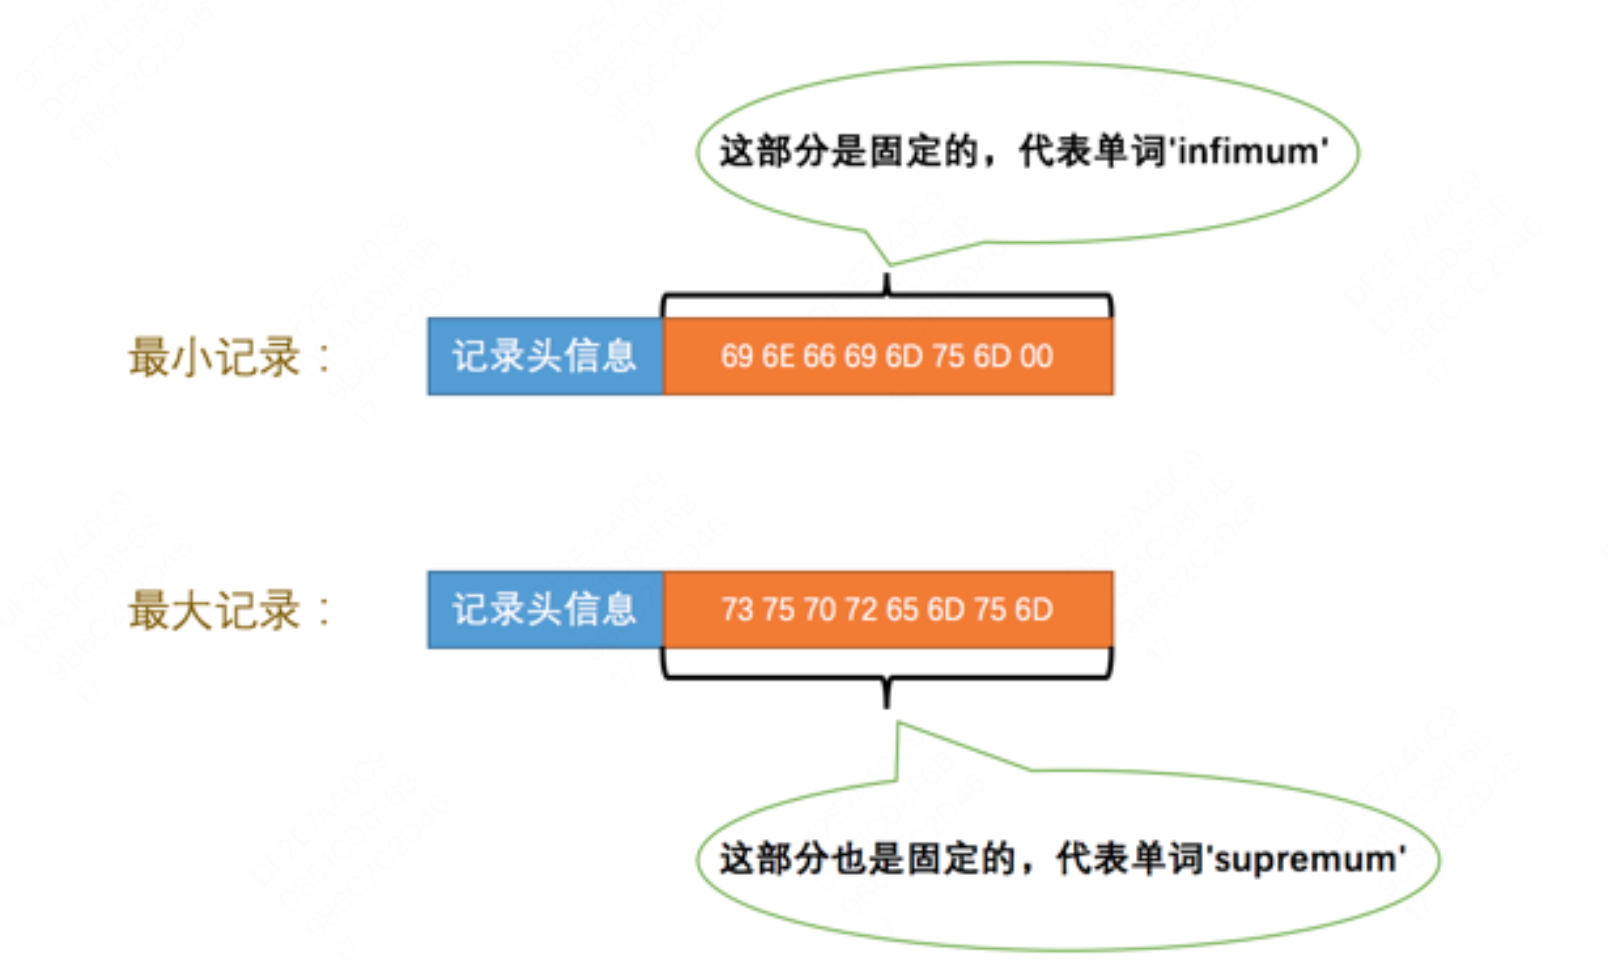 这部分是固定的，代表单词'infimum'
最小记录：
记录头信息
69 6E 66 69 6D 75 6D 00
最大记录：
记录头信息
73 75 70 72 65 6D 75 6D
这部分也是固定的，代表单词'supremum'